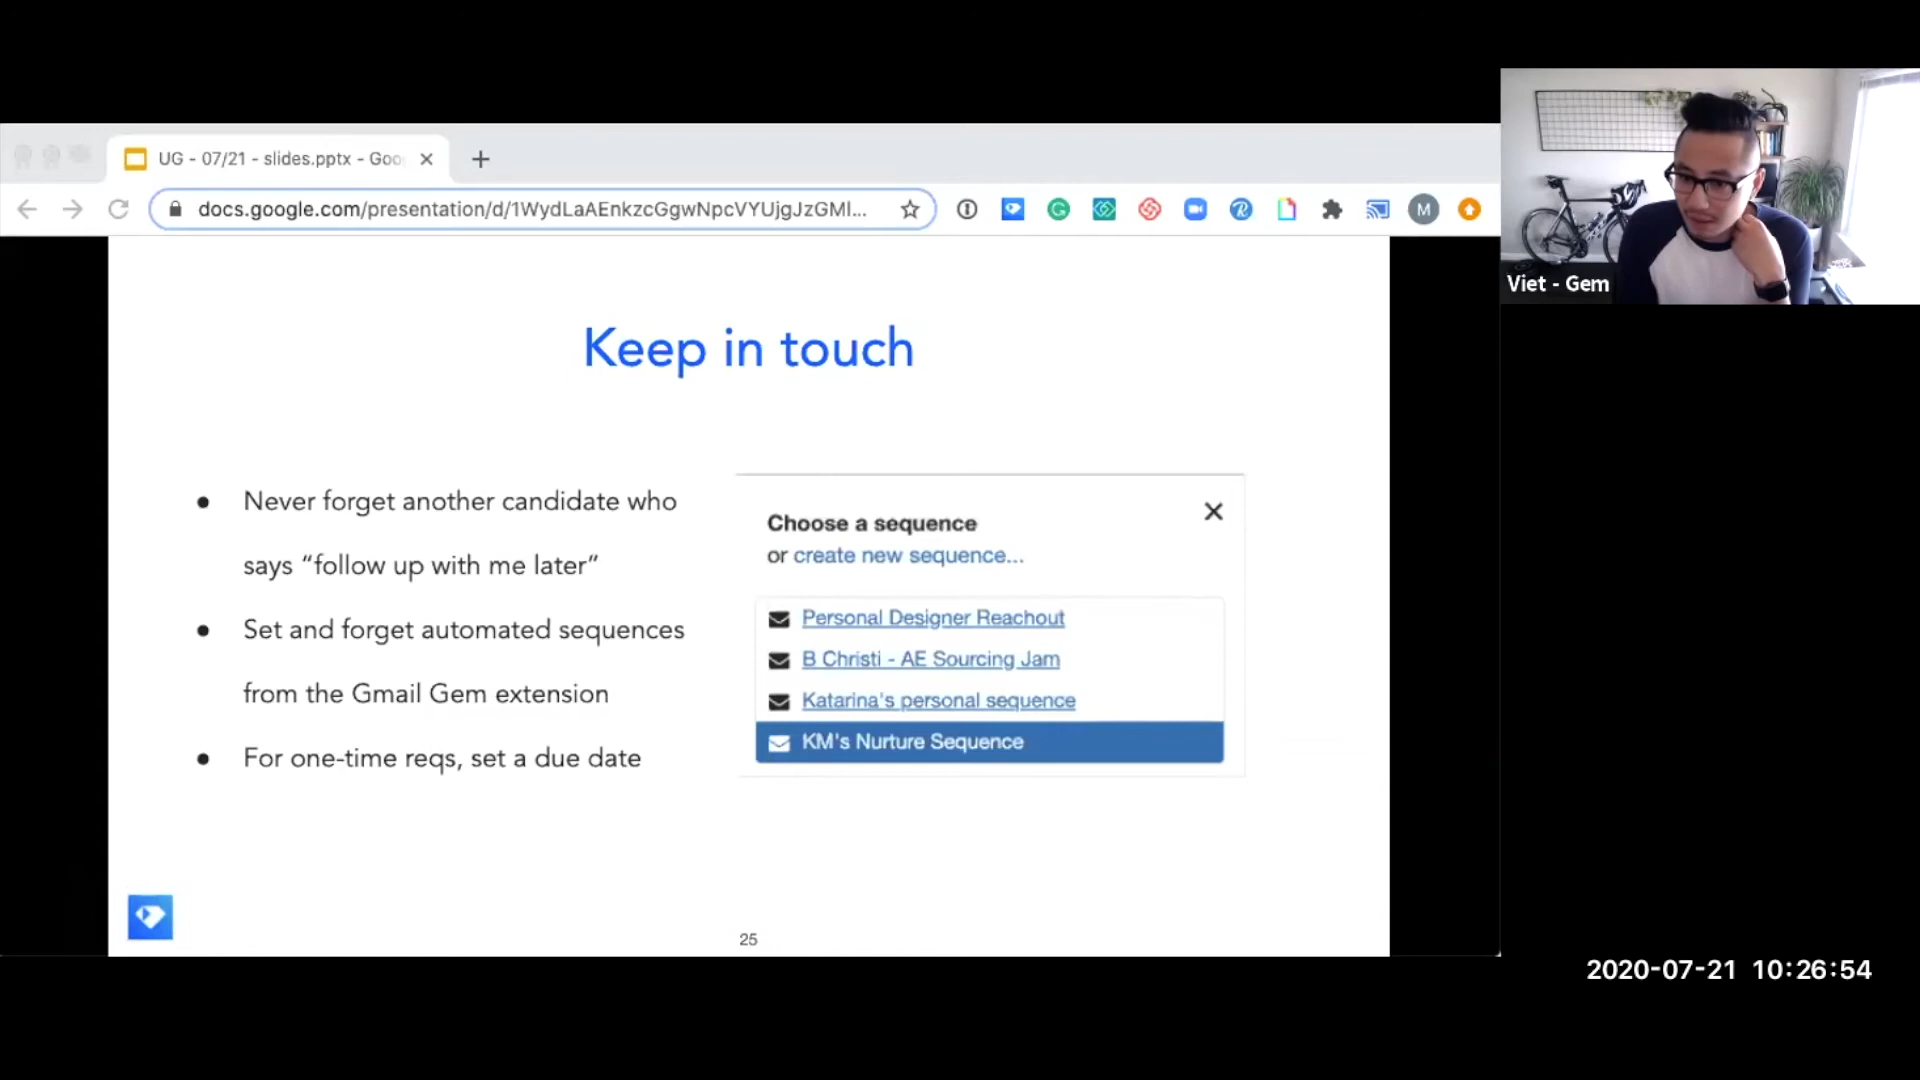 UG - 07/21 - slides.pptx - Goo
docs.google.com/presentation/d/1WydLaAEnkzcGgwNpcVYUjgJzGMl...
M
Viet - Gem
Keep in touch
● Never forget another candidate who
says “follow up with me later”
● Set and forget automated sequences
from the Gmail Gem extension
● For one-time reqs, set a due date
Choose a sequence
or create new sequence...
Personal Designer Reachout
B Christi - AE Sourcing Jam
Katarina's personal sequence
KM's Nurture Sequence
25
2020-07-21 10:26:54